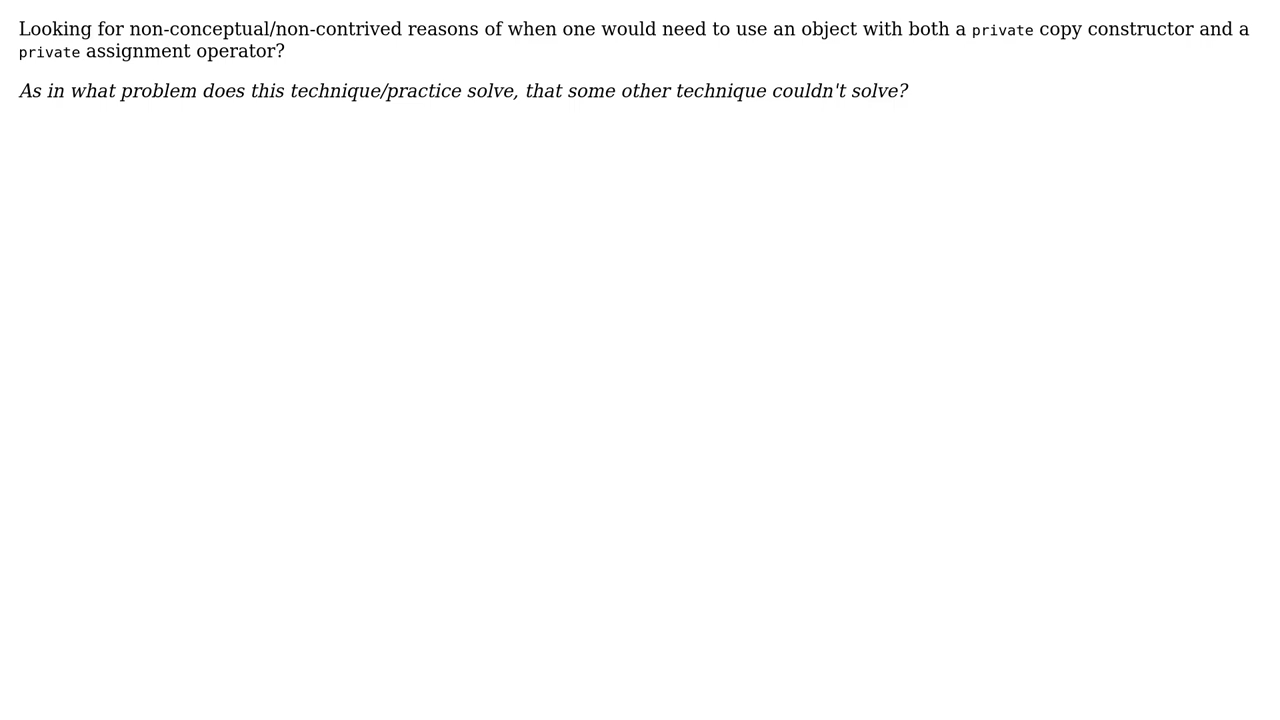 Looking for non-conceptual/non-contrived reasons of when one would need to use an object with both a private copy constructor and a
private assignment operator?
As in what problem does this technique/practice solve, that some other technique couldn't solve?